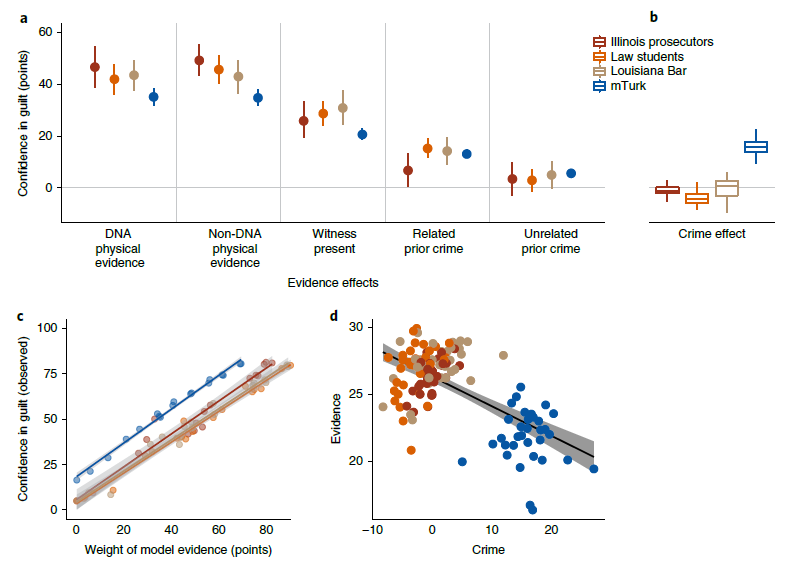 a
60
40
20
0
Confidence in guilt (points)
DNA
physical
evidence
Non-DNA
physical
evidence
Witness
present
Related
prior crime
Unrelated
prior crime
Evidence effects
b
Illinois prosecutors
Law students
Louisiana Bar
mTurk
Crime effect
c
100
75
50
25
0
Confidence in guilt (observed)
0 20 40 60 80
Weight of model evidence (points)
d
30
25
20
Evidence
−10 0 10 20
Crime